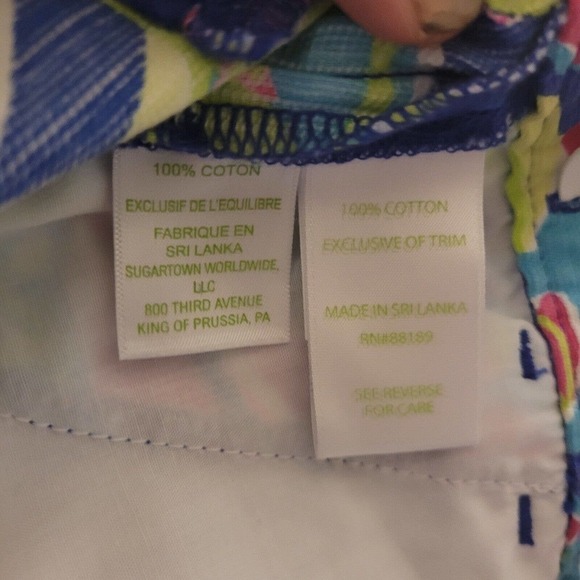 100% COTON
EXCLUSIF DE L'EQUILIBRE
FABRIQUE EN
SRI LANKA
SUGARTOWN WORLDWIDE,
LLC
800 THIRD AVENUE
KING OF PRUSSIA, PA
100% COTTON
EXCLUSIVE OF TRIM
MADE IN SRI LANKA
RN#88189
SEE REVERSE
FOR CARE